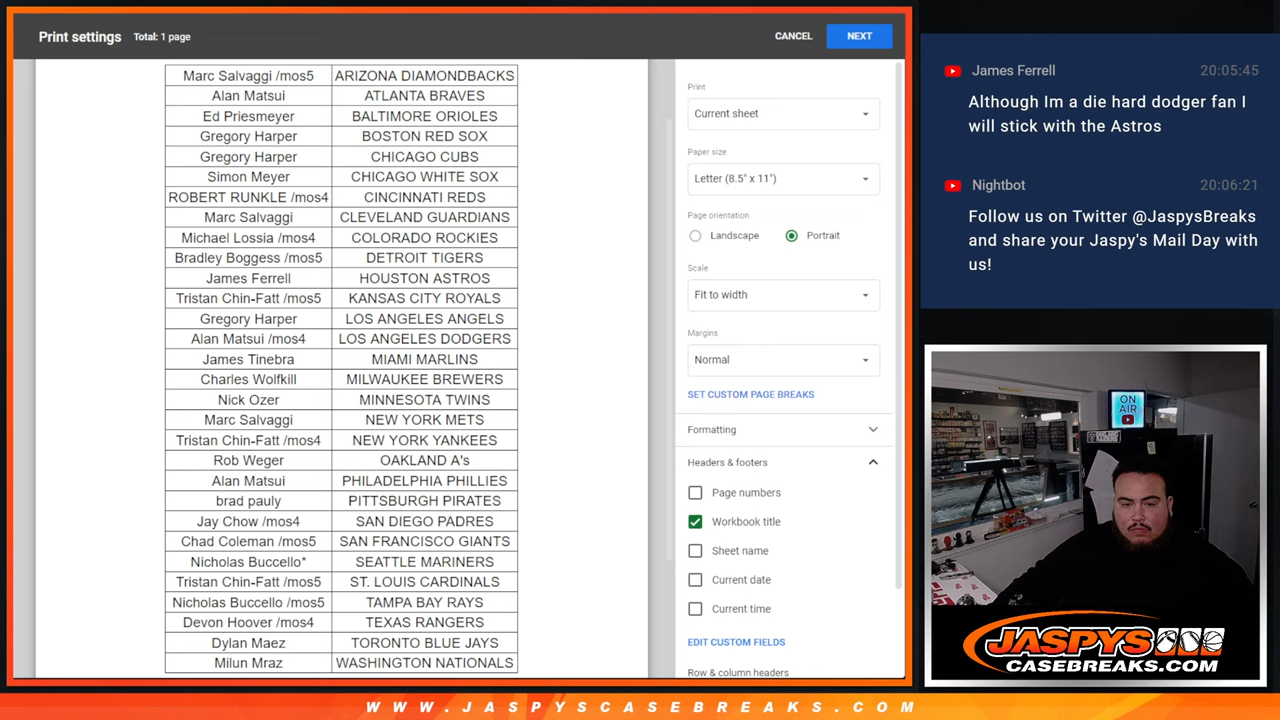 Print settings Total: 1 page CANCEL NEXT
Marc Salvaggi /mos5 ARIZONA DIAMONDBACKS
Alan Matsui ATLANTA BRAVES
Ed Priesmeyer BALTIMORE ORIOLES
Gregory Harper BOSTON RED SOX
Gregory Harper CHICAGO CUBS
Simon Meyer CHICAGO WHITE SOX
ROBERT RUNKLE /mos4 CINCINNATI REDS
Marc Salvaggi CLEVELAND GUARDIANS
Michael Lossia /mos4 COLORADO ROCKIES
Bradley Boggess /mos5 DETROIT TIGERS
James Ferrell HOUSTON ASTROS
Tristan Chin-Fatt /mos5 KANSAS CITY ROYALS
Gregory Harper LOS ANGELES ANGELS
Alan Matsui /mos4 LOS ANGELES DODGERS
James Tinebra MIAMI MARLINS
Charles Wolfkill MILWAUKEE BREWERS
Nick Ozer MINNESOTA TWINS
Marc Salvaggi NEW YORK METS
Tristan Chin-Fatt /mos4 NEW YORK YANKEES
Rob Weger OAKLAND A's
Alan Matsui PHILADELPHIA PHILLIES
brad pauly PITTSBURGH PIRATES
Jay Chow /mos4 SAN DIEGO PADRES
Chad Coleman /mos5 SAN FRANCISCO GIANTS
Nicholas Buccello* SEATTLE MARINERS
Tristan Chin-Fatt /mos5 ST. LOUIS CARDINALS
Nicholas Buccello /mos5 TAMPA BAY RAYS
Devon Hoover /mos4 TEXAS RANGERS
Dylan Maez TORONTO BLUE JAYS
Milun Mraz WASHINGTON NATIONALS
Print
Current sheet
Paper size
Letter (8.5" x 11")
Page orientation
Landscape Portrait
Scale
Fit to width
Margins
Normal
SET CUSTOM PAGE BREAKS
Formatting
Headers & footers
Page numbers
Workbook title
Sheet name
Current date
Current time
EDIT CUSTOM FIELDS
Row & column headers
James Ferrell 20:05:45
Although Im a die hard dodger fan I
will stick with the Astros
Nightbot 20:06:21
Follow us on Twitter @JaspysBreaks
and share your Jaspy's Mail Day with
us!
ON
AIR
JASPYS
CASEBREAKS.COM
WWW.JASPYSCASEBREAKS.COM